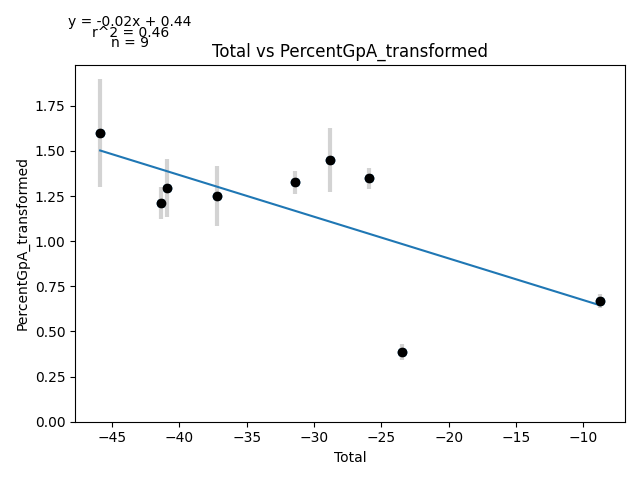 y = -0.02x + 0.44
r^2 = 0.46
n = 9
Total vs PercentGpA_transformed
PercentGpA_transformed
1.75
1.50
1.25
1.00
0.75
0.50
0.25
0.00
−45
−40
−35
−30
−25
−20
−15
−10
Total